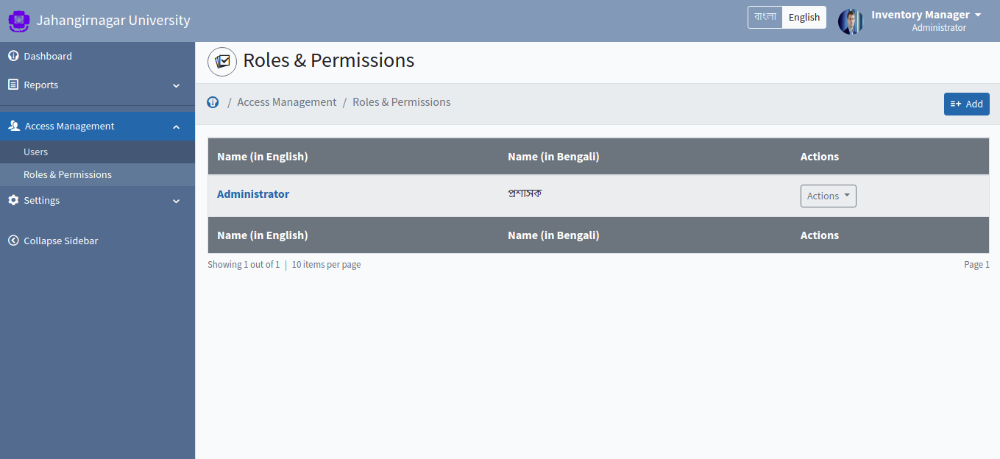 Jahangirnagar University
বাংলা English
Inventory Manager
Administrator
Dashboard
Reports
Access Management
Users
Roles & Permissions
Settings
Collapse Sidebar
Roles & Permissions
/ Access Management / Roles & Permissions
Add
Name (in English) Name (in Bengali) Actions
Administrator প্রশাসক Actions
Name (in English) Name (in Bengali) Actions
Showing 1 out of 1 | 10 items per page Page 1